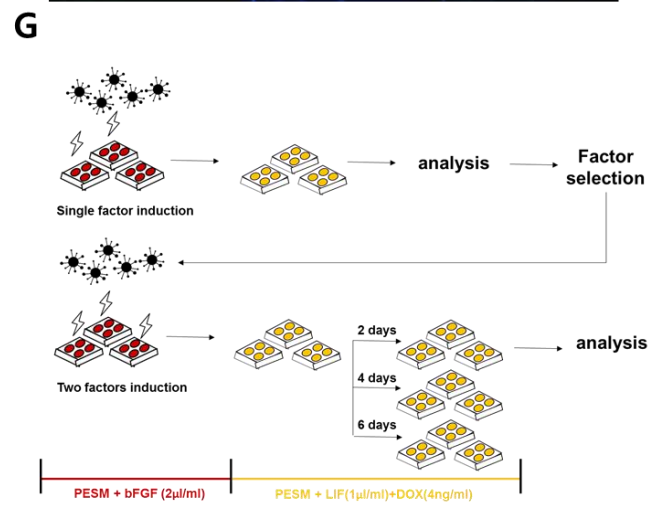 G
analysis
Factor
selection
Single factor induction
2 days
analysis
4 days
Two factors induction
6 days
PESM + bFGF (2µl/ml)
PESM + LIF(1µl/ml)+DOX(4ng/ml)